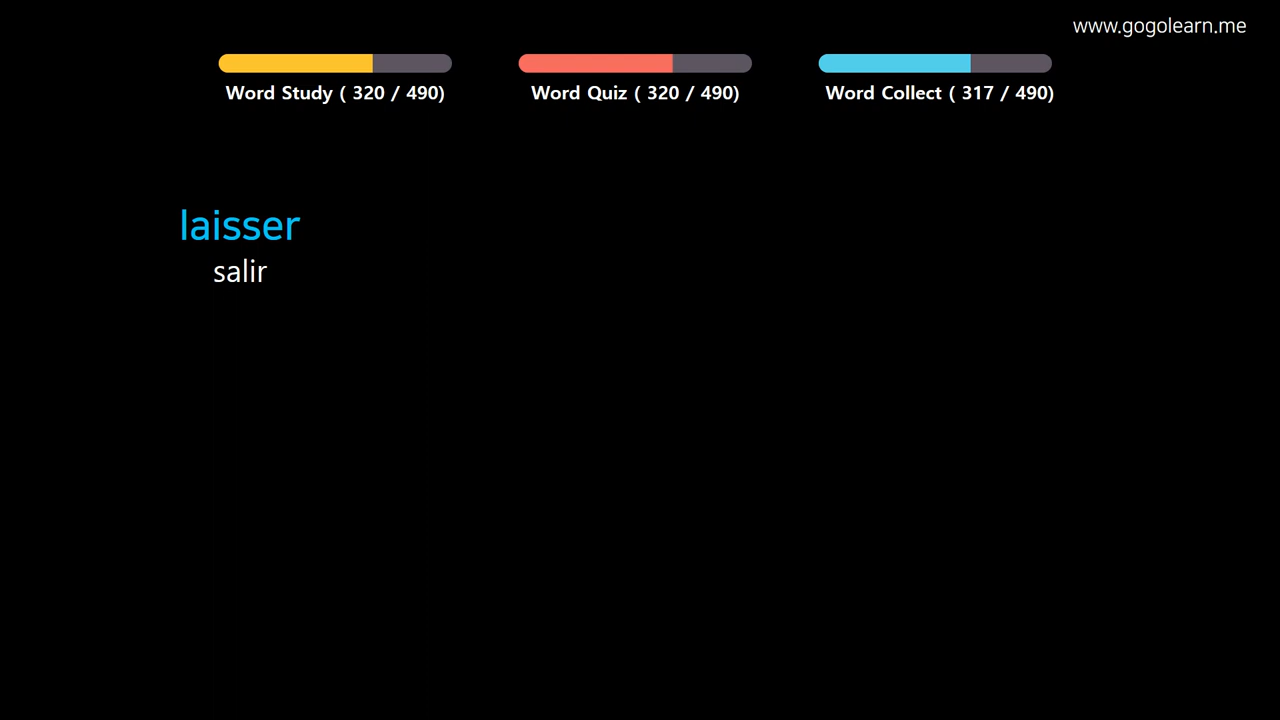 www.gogolearn.me
Word Study ( 320 / 490)
Word Quiz ( 320 / 490)
Word Collect ( 317 / 490)
laisser
salir